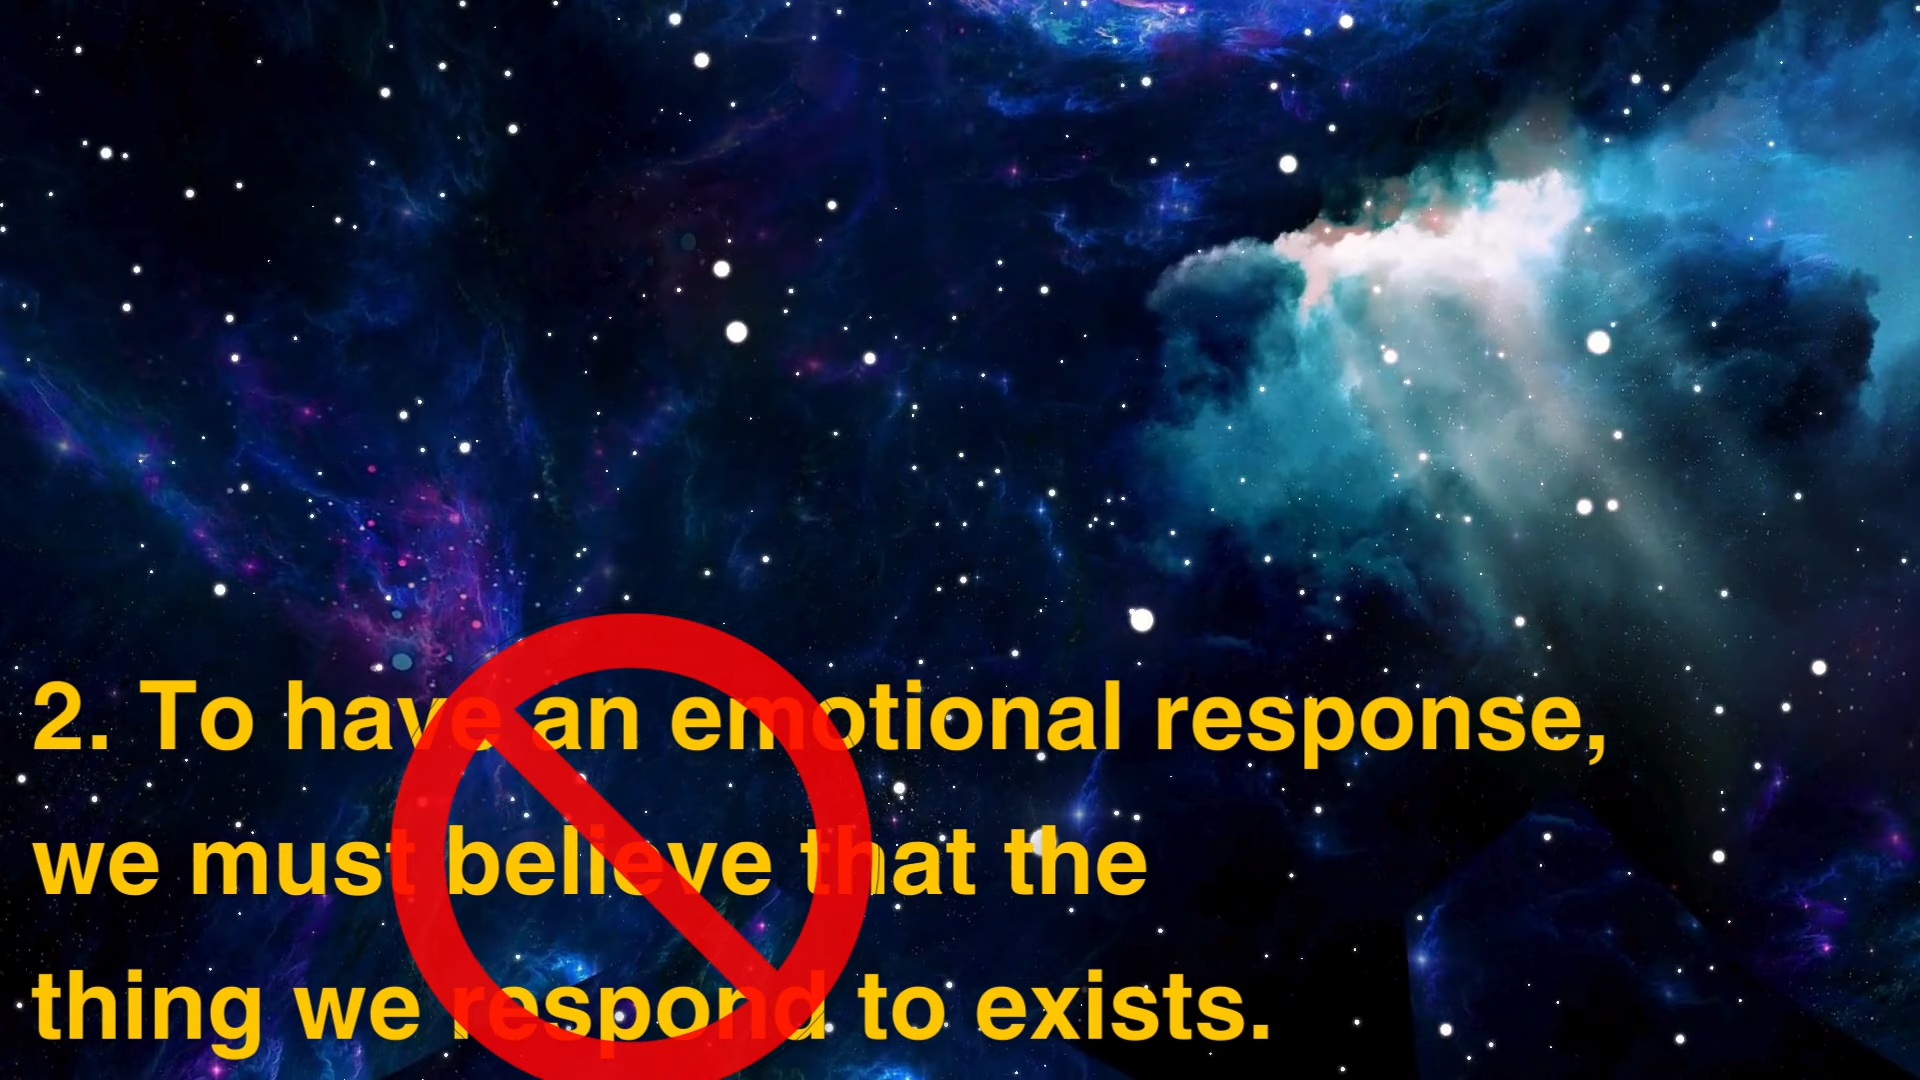 2. To have an emotional response,
we must believe that the
thing we respond to exists.